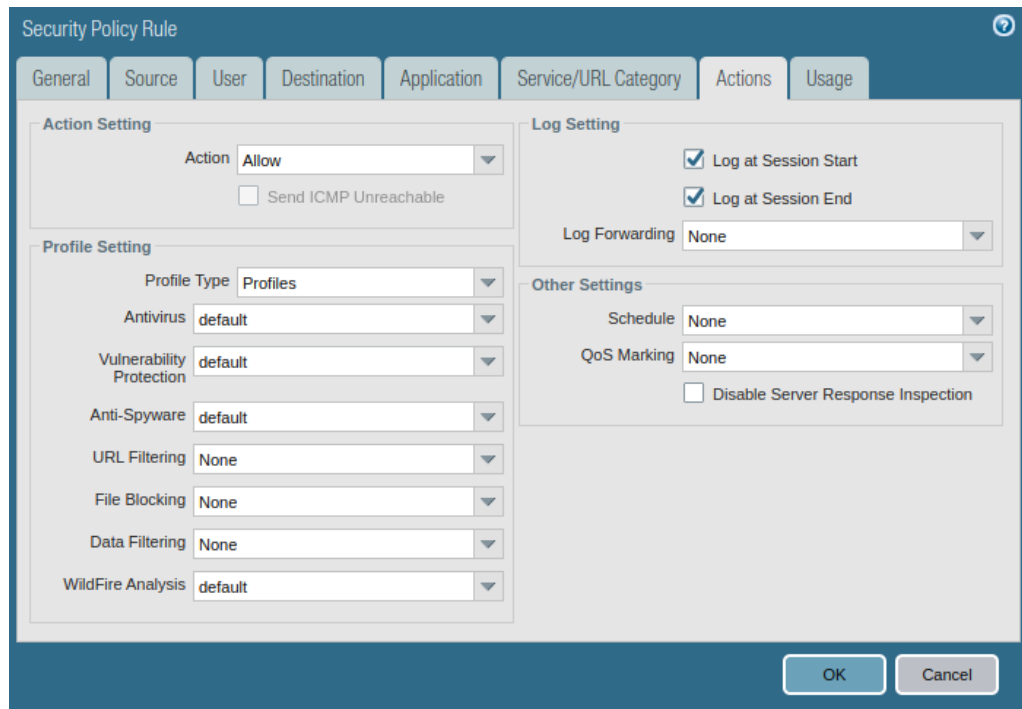 Security Policy Rule
General Source User Destination Application Service/URL Category Actions Usage
Action Setting
Action Allow
Send ICMP Unreachable
Profile Setting
Profile Type Profiles
Antivirus default
Vulnerability
Protection default
Anti-Spyware default
URL Filtering None
File Blocking None
Data Filtering None
WildFire Analysis default
Log Setting
Log at Session Start
Log at Session End
Log Forwarding None
Other Settings
Schedule None
QoS Marking None
Disable Server Response Inspection
OK Cancel